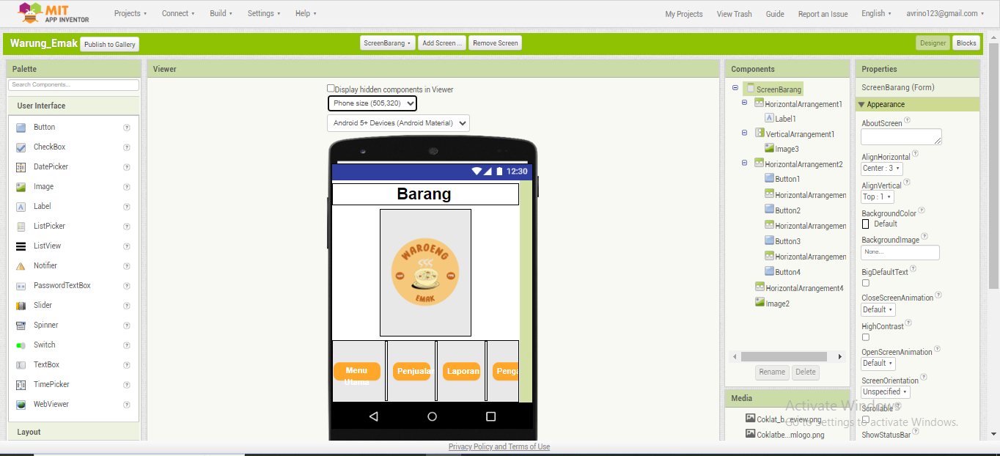 MIT
APP INVENTOR
Projects
Connect
Build
Settings
Help
My Projects
View Trash
Guide
Report an Issue
English
avrino123@gmail.com
Warung_Emak
Publish to Gallery
ScreenBarang
Add Screen ...
Remove Screen
Designer
Blocks
Palette
Search Components...
User Interface
Button
CheckBox
DatePicker
Image
Label
ListPicker
ListView
Notifier
PasswordTextBox
Slider
Spinner
Switch
TextBox
TimePicker
WebViewer
Layout
Viewer
Display hidden components in Viewer
Phone size (505,320)
Android 5+ Devices (Android Material)
12:30
Barang
WAROENG
EMAK
Menu
Utama
Penjuala
Laporan
Penga
Components
ScreenBarang
HorizontalArrangement1
Label1
VerticalArrangement1
Image3
HorizontalArrangement2
Button1
HorizontalArrangemen
Button2
HorizontalArrangemen
Button3
HorizontalArrangemen
Button4
HorizontalArrangement4
Image2
Rename
Delete
Media
Coklat_b...eview.png
Coklatbe...mlogo.png
Properties
ScreenBarang (Form)
Appearance
AboutScreen
AlignHorizontal
Center : 3
AlignVertical
Top : 1
BackgroundColor
Default
BackgroundImage
None...
BigDefaultText
CloseScreenAnimation
Default
HighContrast
OpenScreenAnimation
Default
ScreenOrientation
Unspecified
Scrollable
ShowStatusBar
Activate Windows
Go to Settings to activate Windows.
Privacy Policy and Terms of Use